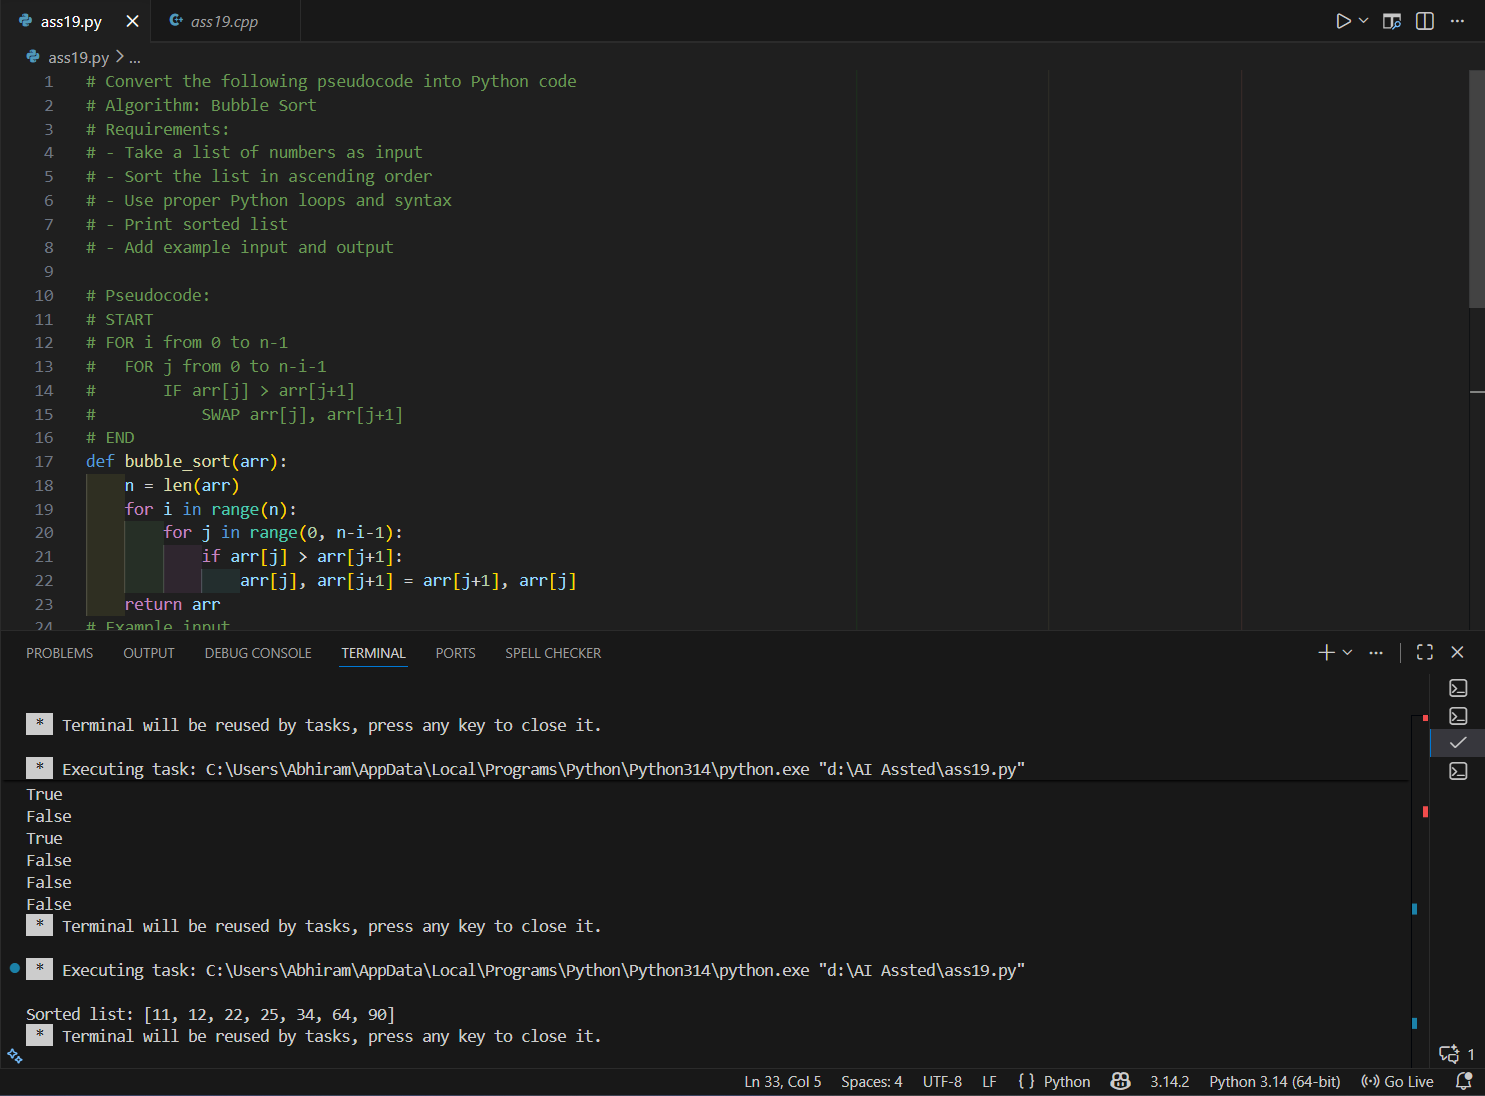 ass19.py
ass19.cpp
ass19.py > ...
1 # Convert the following pseudocode into Python code
2 # Algorithm: Bubble Sort
3 # Requirements:
4 # - Take a list of numbers as input
5 # - Sort the list in ascending order
6 # - Use proper Python loops and syntax
7 # - Print sorted list
8 # - Add example input and output
9
10 # Pseudocode:
11 # START
12 # FOR i from 0 to n-1
13 #   FOR j from 0 to n-i-1
14 #       IF arr[j] > arr[j+1]
15 #           SWAP arr[j], arr[j+1]
16 # END
17 def bubble_sort(arr):
18     n = len(arr)
19     for i in range(n):
20         for j in range(0, n-i-1):
21             if arr[j] > arr[j+1]:
22                 arr[j], arr[j+1] = arr[j+1], arr[j]
23     return arr
24 # Example input
PROBLEMS OUTPUT DEBUG CONSOLE TERMINAL PORTS SPELL CHECKER
* Terminal will be reused by tasks, press any key to close it.
* Executing task: C:\Users\Abhiram\AppData\Local\Programs\Python\Python314\python.exe "d:\AI Assted\ass19.py"
True
False
True
False
False
False
* Terminal will be reused by tasks, press any key to close it.
* Executing task: C:\Users\Abhiram\AppData\Local\Programs\Python\Python314\python.exe "d:\AI Assted\ass19.py"
Sorted list: [11, 12, 22, 25, 34, 64, 90]
* Terminal will be reused by tasks, press any key to close it.
1
Ln 33, Col 5 Spaces: 4 UTF-8 LF { } Python 3.14.2 Python 3.14 (64-bit) Go Live